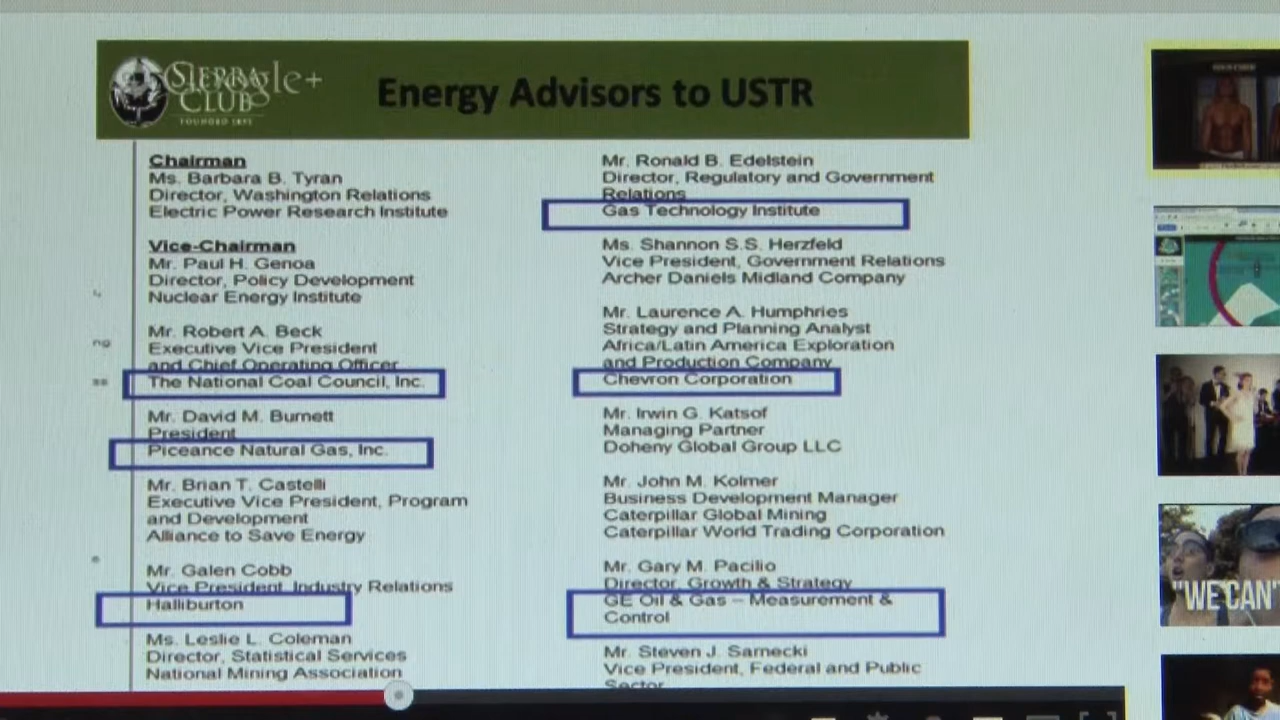 SIERRA
CLUB
Google+
FOUNDED 1892
Energy Advisors to USTR
Chairman
Ms. Barbara B. Tyran
Director, Washington Relations
Electric Power Research Institute
Vice-Chairman
Mr. Paul H. Genoa
Director, Policy Development
Nuclear Energy Institute
Mr. Robert A. Beck
Executive Vice President
and Chief Operating Officer
The National Coal Council, Inc.
Mr. David M. Burnett
President
Piceance Natural Gas, Inc.
Mr. Brian T. Castelli
Executive Vice President, Program
and Development
Alliance to Save Energy
Mr. Galen Cobb
Vice President, Industry Relations
Halliburton
Ms. Leslie L. Coleman
Director, Statistical Services
National Mining Association
Mr. Ronald B. Edelstein
Director, Regulatory and Government
Relations
Gas Technology Institute
Ms. Shannon S.S. Herzfeld
Vice President, Government Relations
Archer Daniels Midland Company
Mr. Laurence A. Humphries
Strategy and Planning Analyst
Africa/Latin America Exploration
and Production Company
Chevron Corporation
Mr. Irwin G. Katsof
Managing Partner
Doheny Global Group LLC
Mr. John M. Kolmer
Business Development Manager
Caterpillar Global Mining
Caterpillar World Trading Corporation
Mr. Gary M. Pacilio
Director, Growth & Strategy
GE Oil & Gas – Measurement &
Control
Mr. Steven J. Sarnecki
Vice President, Federal and Public
Sector
"WE CAN"